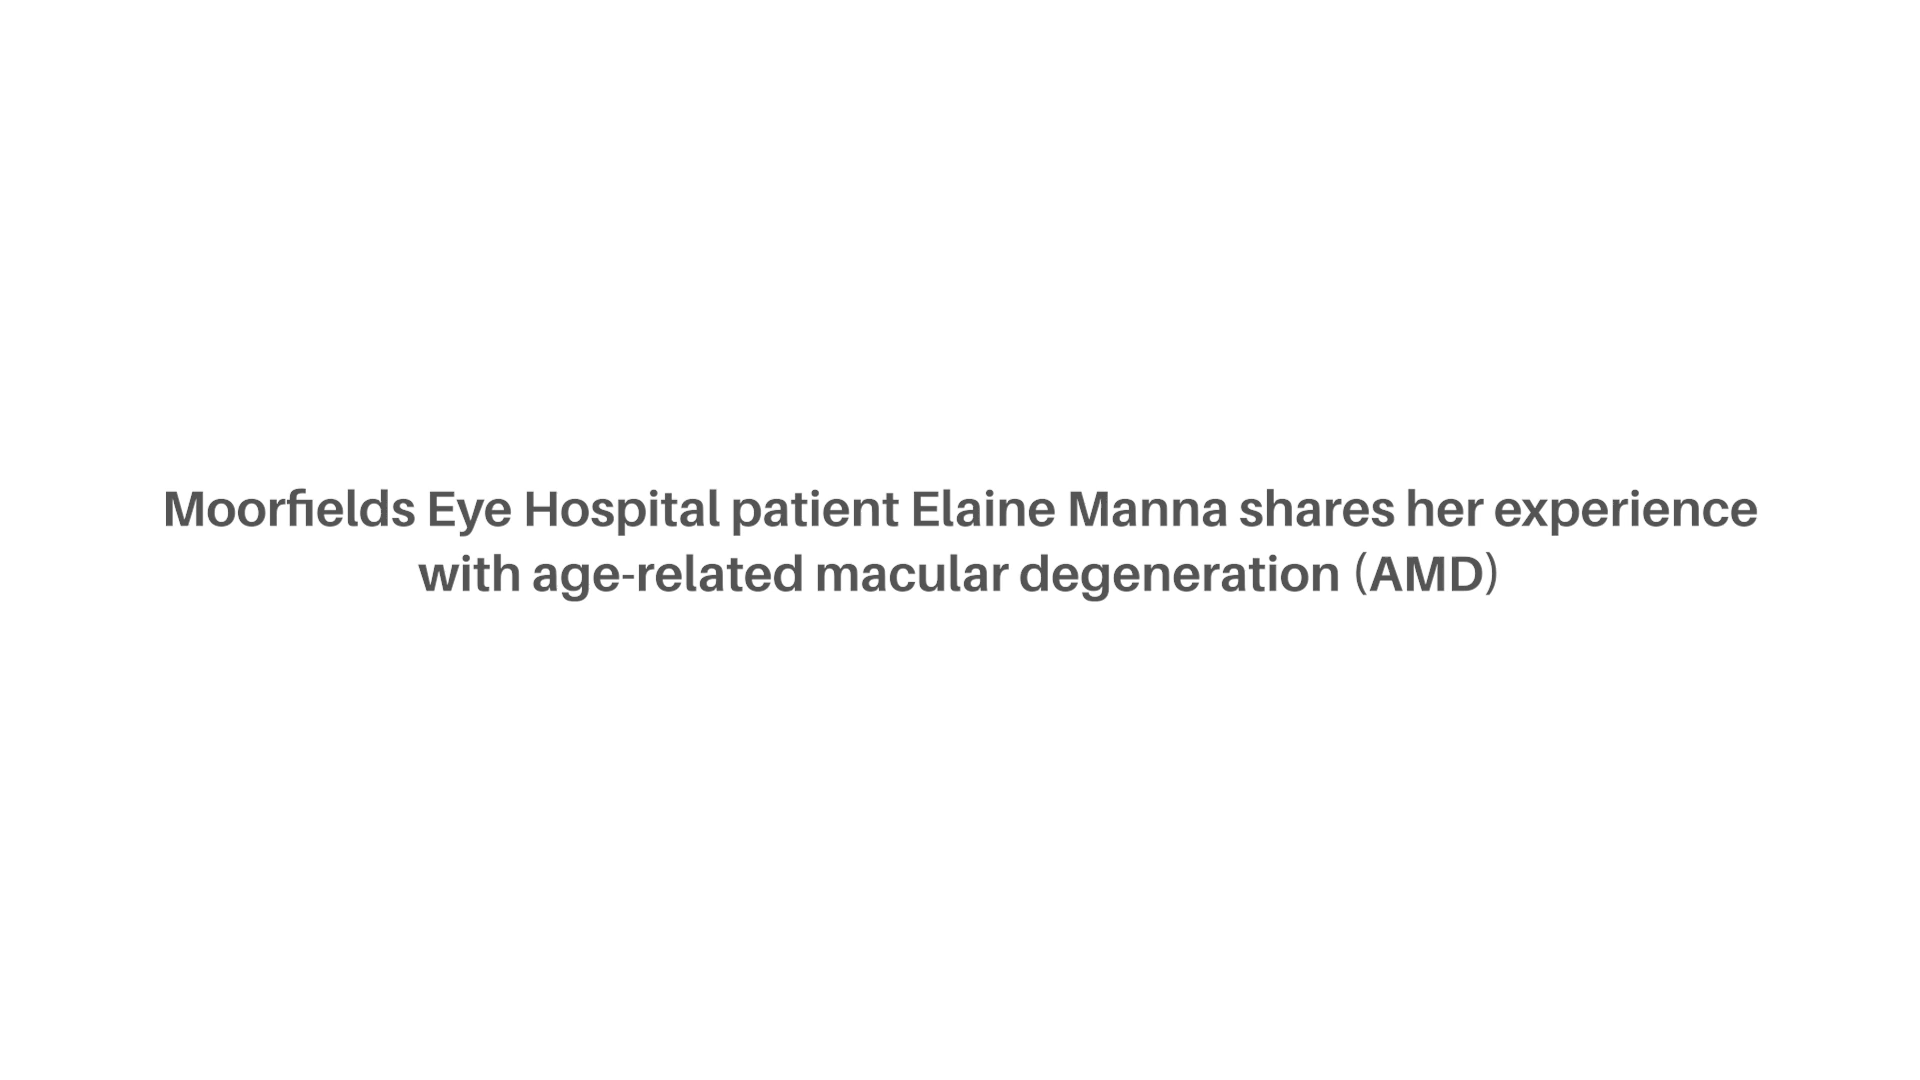 Moorfields Eye Hospital patient Elaine Manna shares her experience
with age-related macular degeneration (AMD)